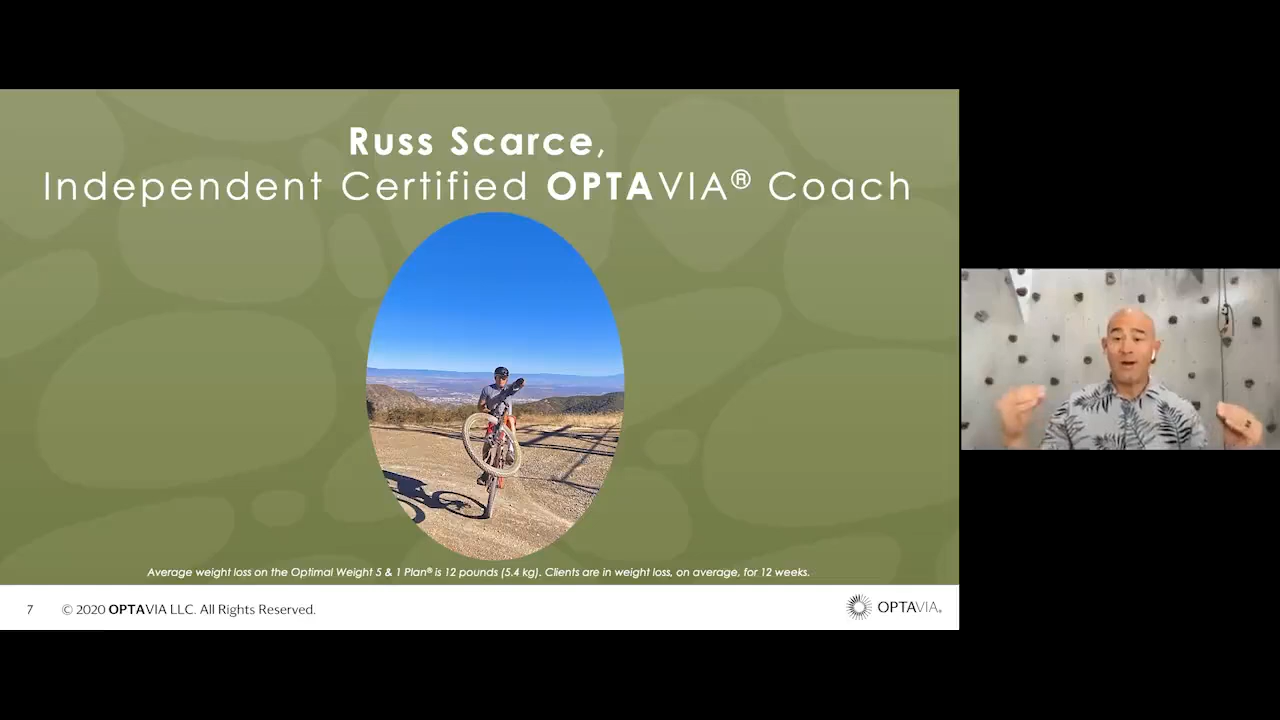 Russ Scarce,
Independent Certified OPTAVIA® Coach
Average weight loss on the Optimal Weight 5 & 1 Plan® is 12 pounds (5.4 kg). Clients are in weight loss, on average, for 12 weeks.
7 © 2020 OPTAVIA LLC. All Rights Reserved.
OPTAVIA®